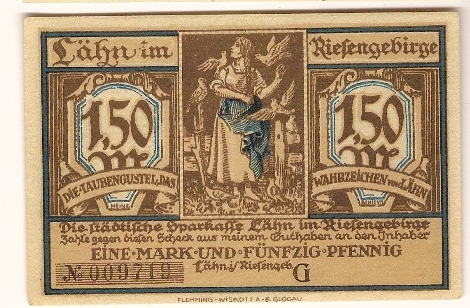 Lähn im Riesengebirge
1,50 M 1,50 M
DIE·TAUBENGUSTEL, DAS WAHRZEICHEN VON LÄHN
Die städtische Sparkasse Lähn im Riesengebirge
Zahle gegen diesen Scheck aus meinem Guthaben an den Inhaber
EINE·MARK·UND·FÜNFZIG·PFENNIG
№ 009719 Lähn i/Riesengeb. G
FLEMMING-WISKOTT A-G. GLOGAU